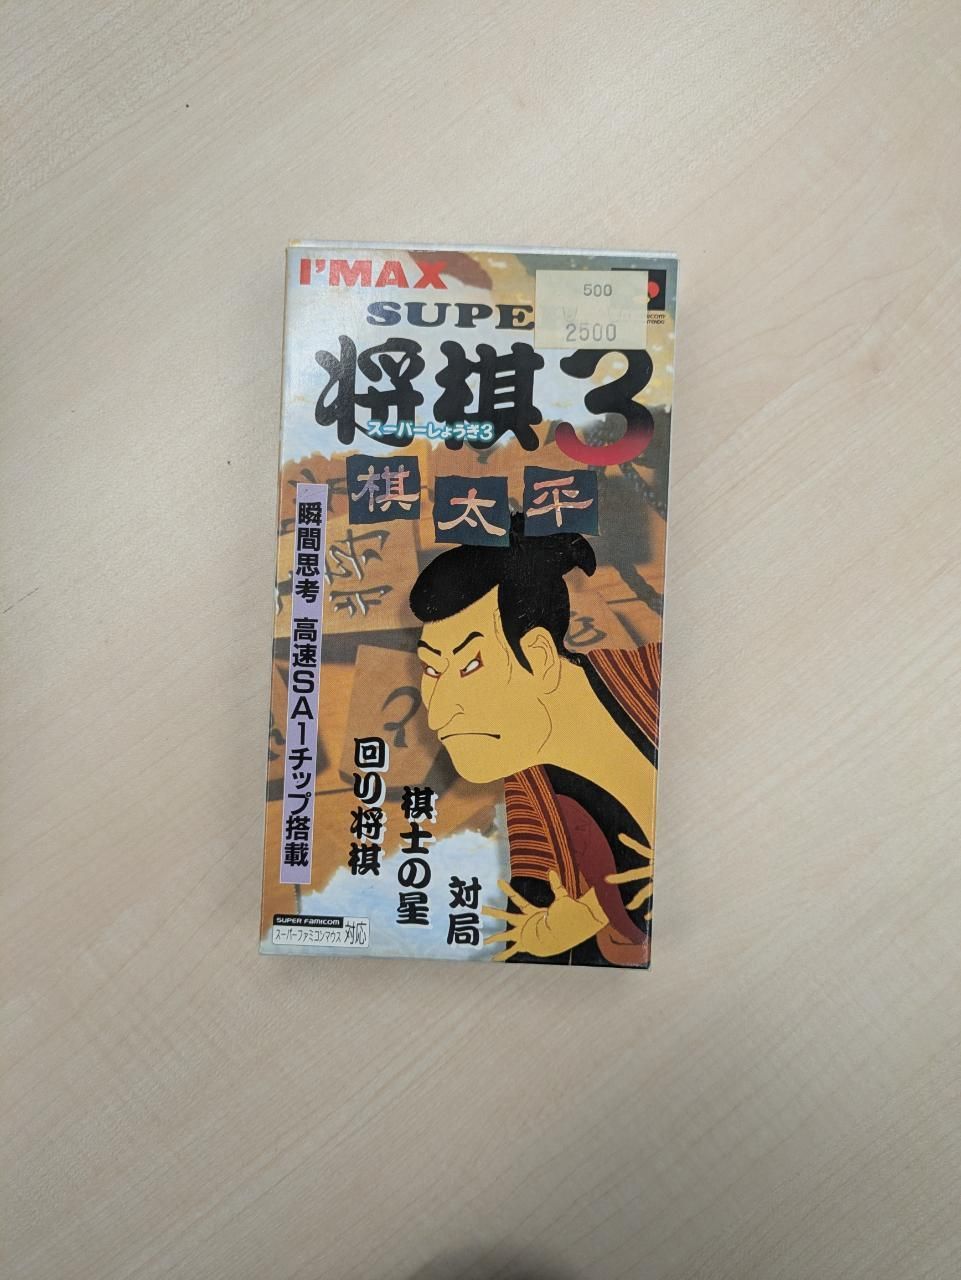 I'MAX
500
2500
SUPE
将棋3
スーパーしょうぎ3
棋太平
瞬間思考 高速SA1チップ搭載
回り将棋
棋士の星
対局
SUPER FAMICOM
スーパーファミコンマウス対応